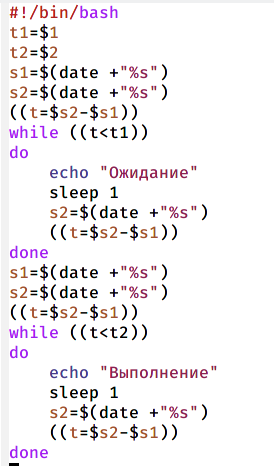 #!/bin/bash
t1=$1
t2=$2
s1=$(date +"%s")
s2=$(date +"%s")
((t=$s2-$s1))
while ((t<t1))
do
    echo "Ожидание"
    sleep 1
    s2=$(date +"%s")
    ((t=$s2-$s1))
done
s1=$(date +"%s")
s2=$(date +"%s")
((t=$s2-$s1))
while ((t<t2))
do
    echo "Выполнение"
    sleep 1
    s2=$(date +"%s")
    ((t=$s2-$s1))
done